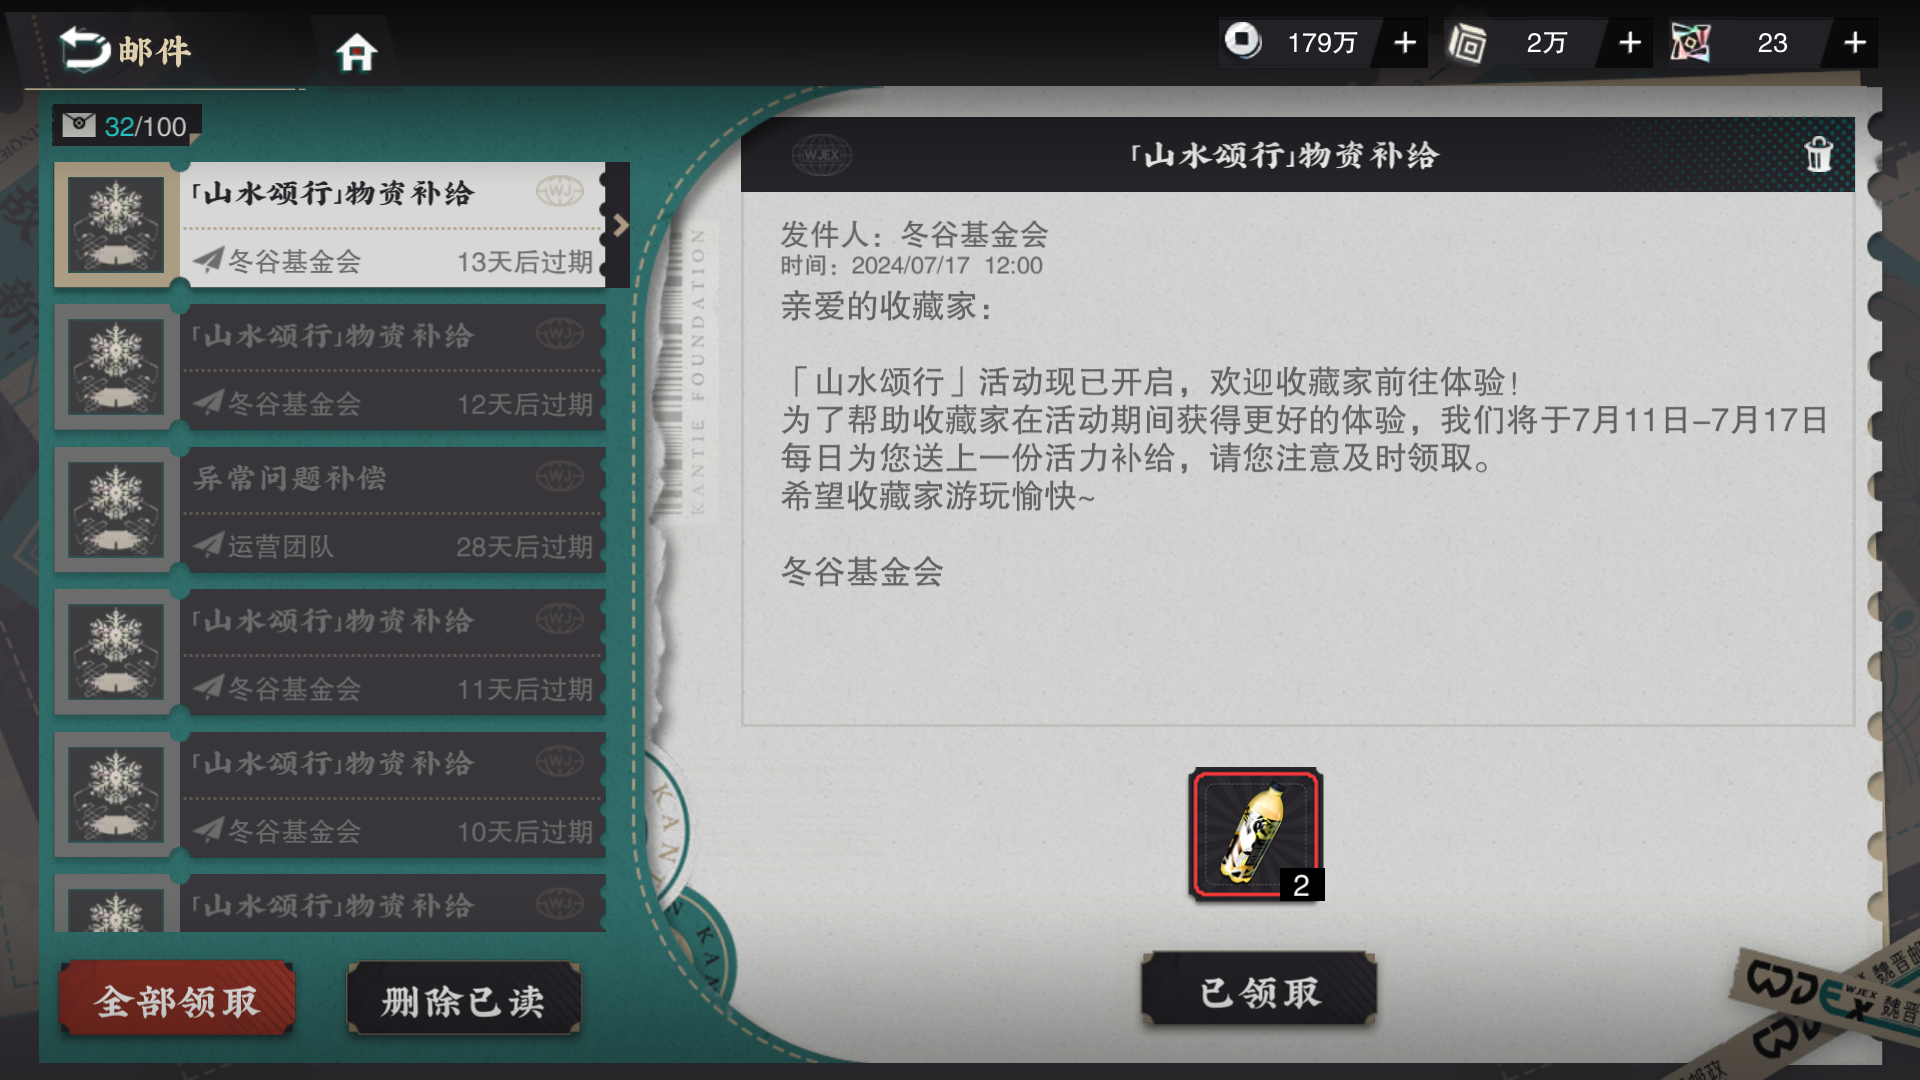 邮件
179万
2万
23
32/100
「山水颂行」物资补给
WJ
冬谷基金会
13天后过期
「山水颂行」物资补给
WJ
冬谷基金会
12天后过期
异常问题补偿
WJ
运营团队
28天后过期
「山水颂行」物资补给
WJ
冬谷基金会
11天后过期
「山水颂行」物资补给
WJ
冬谷基金会
10天后过期
「山水颂行」物资补给
WJ
全部领取
删除已读
WJEX
「山水颂行」物资补给
KANTIE FOUNDATION
发件人：冬谷基金会
时间：2024/07/17 12:00
亲爱的收藏家：
「山水颂行」活动现已开启，欢迎收藏家前往体验！
为了帮助收藏家在活动期间获得更好的体验，我们将于7月11日-7月17日
每日为您送上一份活力补给，请您注意及时领取。
希望收藏家游玩愉快~
冬谷基金会
2
已领取
WJEX
魏晋